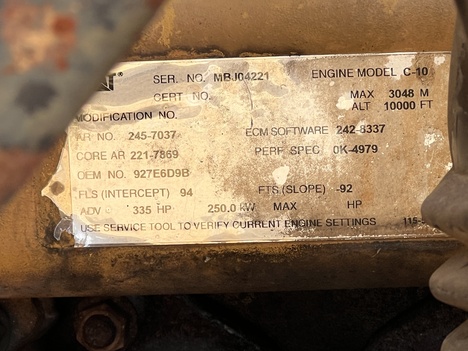 SER. NO. MBJ04221 ENGINE MODEL C-10
CERT NO. MAX 3048 M
MODIFICATION NO. ALT 10000 FT
AR NO. 245-7037 ECM SOFTWARE 242-8337
CORE AR 221-7869 PERF SPEC 0K-4979
OEM NO. 927E6D9B
FLS (INTERCEPT) 94 FTS (SLOPE) -92
ADV 335 HP 250.0 KW MAX HP
USE SERVICE TOOL TO VERIFY CURRENT ENGINE SETTINGS